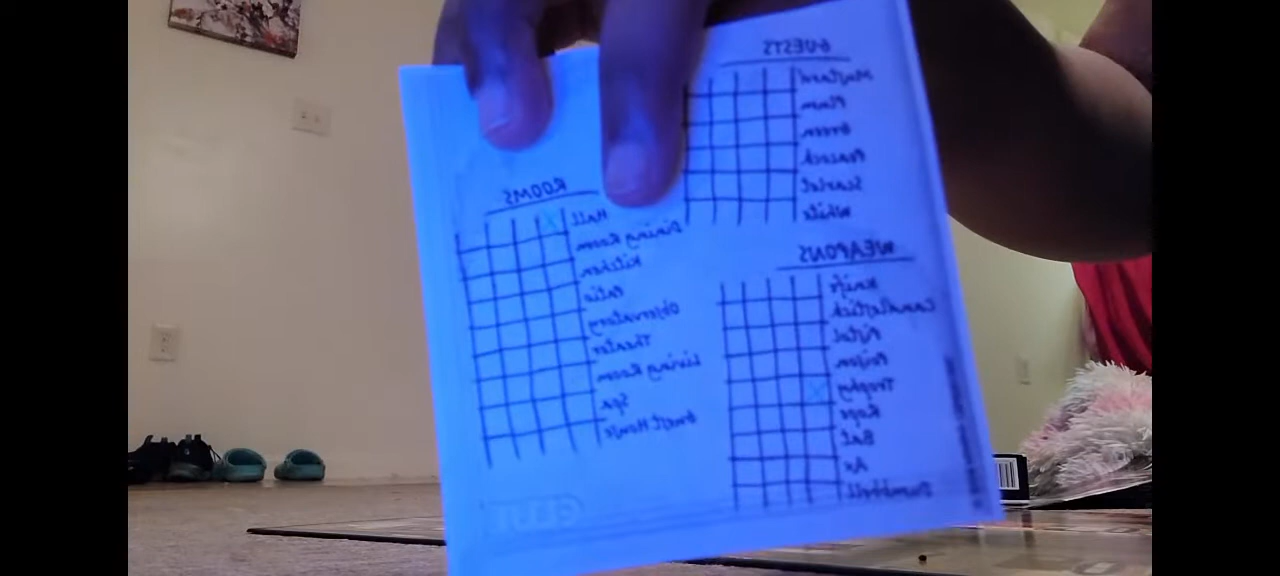 GUESTS
Mustard
Plum
Green
Peacock
Scarlet
White
WEAPONS
Knife
Candlestick
Pistol
Poison
Trophy
X
Rope
Bat
Ax
Dumbbell
ROOMS
Hall
X
Dining Room
Kitchen
Patio
Observatory
Theater
Living Room
Spa
Guest House
CLUE